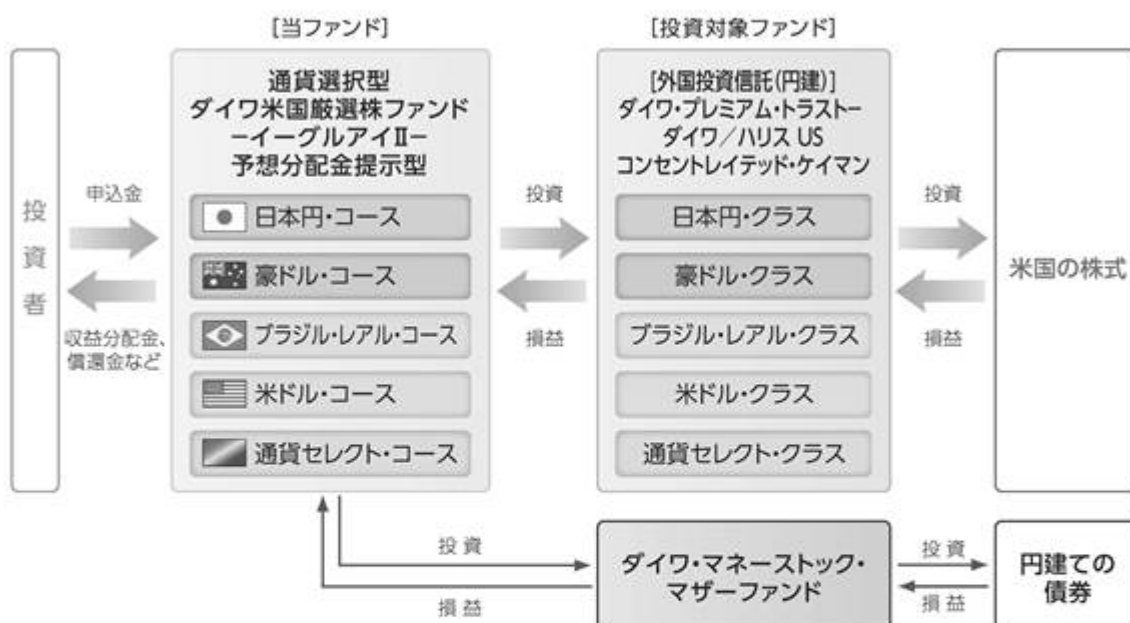 [当ファンド]
[投資対象ファンド]
投資者
申込金
収益分配金、
償還金など
通貨選択型
ダイワ米国厳選株ファンド
－イーグルアイⅡ－
予想分配金提示型
日本円・コース
豪ドル・コース
ブラジル・レアル・コース
米ドル・コース
通貨セレクト・コース
投資
損益
[外国投資信託(円建)]
ダイワ・プレミアム・トラストー
ダイワ／ハリス US
コンセントレイテッド・ケイマン
日本円・クラス
豪ドル・クラス
ブラジル・レアル・クラス
米ドル・クラス
通貨セレクト・クラス
投資
損益
米国の株式
投資
損益
ダイワ・マネーストック・
マザーファンド
投資
損益
円建ての
債券